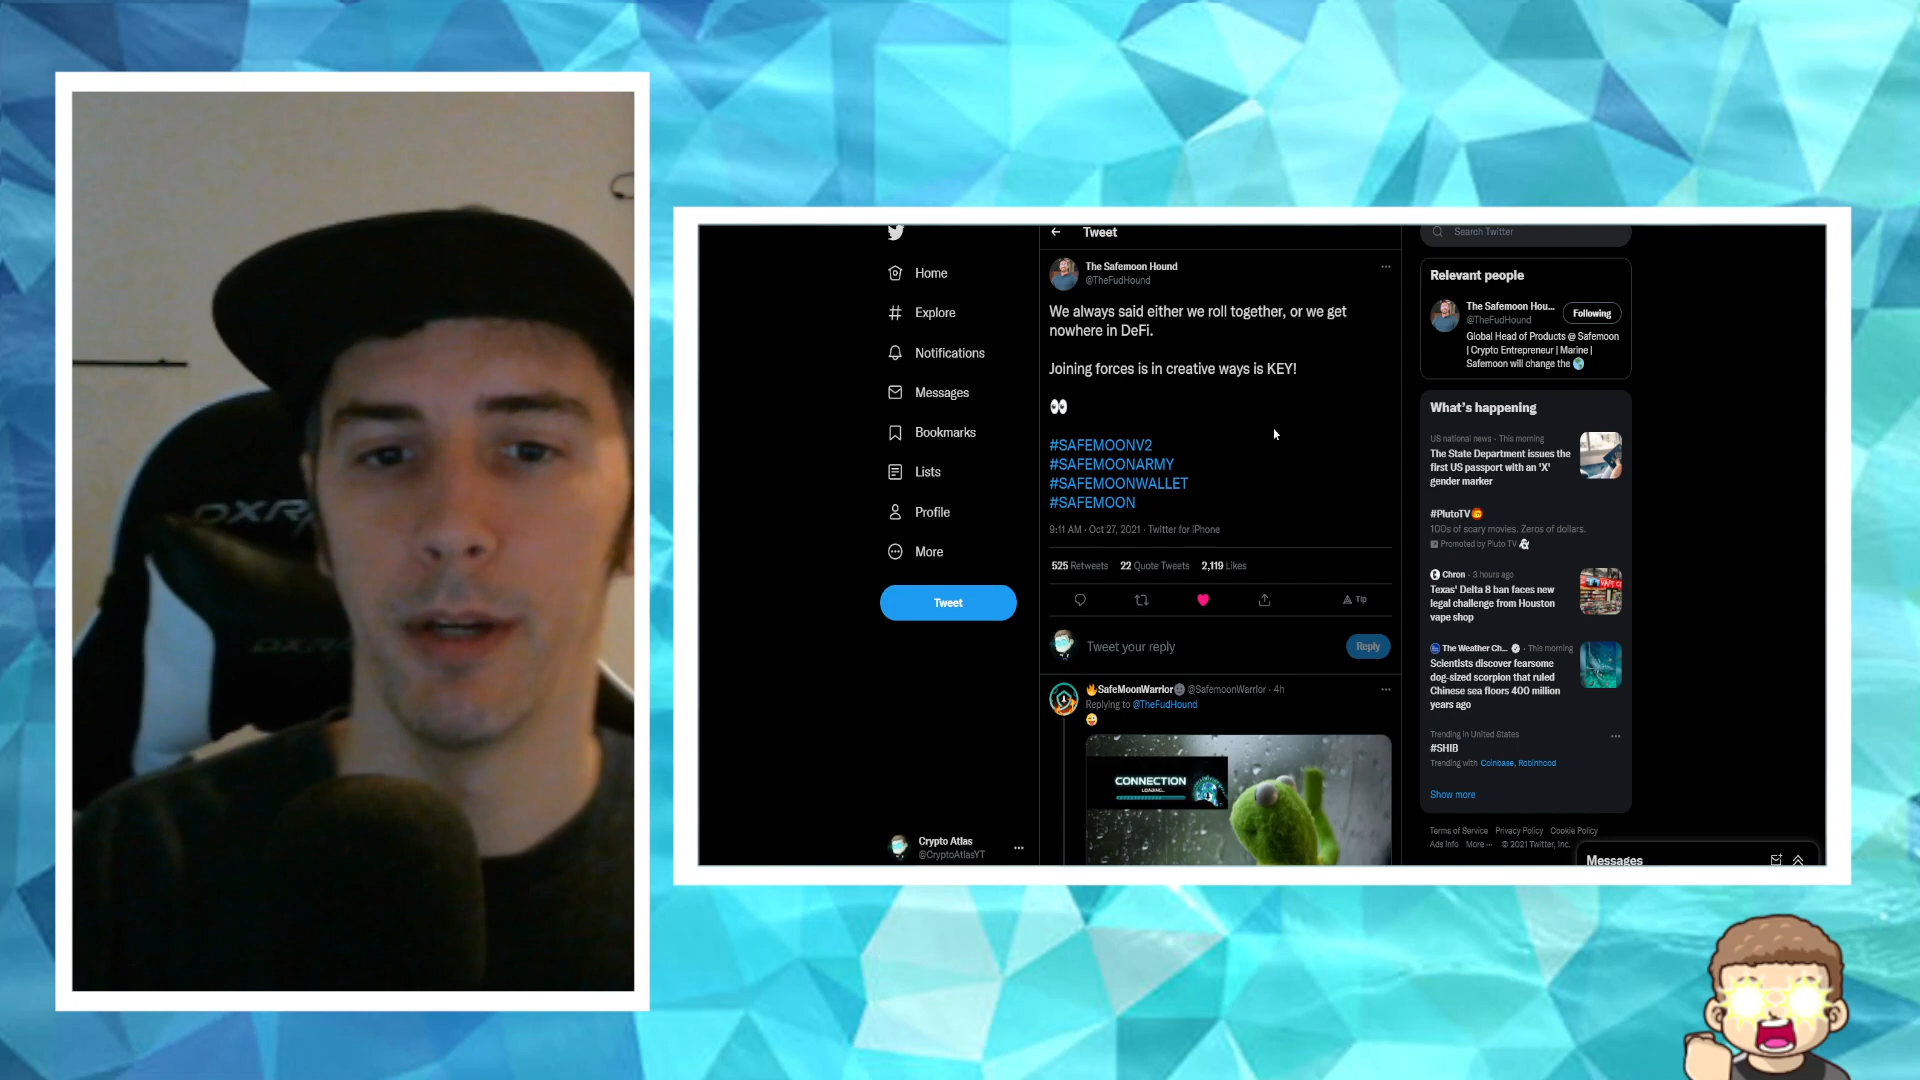 DXRA
Home
Explore
Notifications
Messages
Bookmarks
Lists
Profile
More
Tweet
Crypto Atlas
@CryptoAtlasYT
Tweet
The Safemoon Hound
@TheFudHound
We always said either we roll together, or we get
nowhere in DeFi.
Joining forces is in creative ways is KEY!
👀
#SAFEMOONV2
#SAFEMOONARMY
#SAFEMOONWALLET
#SAFEMOON
9:11 AM · Oct 27, 2021 · Twitter for iPhone
525 Retweets 22 Quote Tweets 2,119 Likes
Tip
Tweet your reply
Reply
🔥SafeMoonWarrior @SafemoonWarrior · 4h
Replying to @TheFudHound
😜
CONNECTION
LOADING...
Search Twitter
Relevant people
The Safemoon Hou...
@TheFudHound
Following
Global Head of Products @ Safemoon
| Crypto Entrepreneur | Marine |
Safemoon will change the 🌎
What's happening
US national news · This morning
The State Department issues the
first US passport with an 'X'
gender marker
#PlutoTV
100s of scary movies. Zeros of dollars.
Promoted by Pluto TV
Chron · 3 hours ago
Texas' Delta 8 ban faces new
legal challenge from Houston
vape shop
The Weather Ch... · This morning
Scientists discover fearsome
dog-sized scorpion that ruled
Chinese sea floors 400 million
years ago
Trending in United States
#SHIB
Trending with Coinbase, Robinhood
Show more
Terms of Service Privacy Policy Cookie Policy
Ads Info More ··· © 2021 Twitter, Inc.
Messages